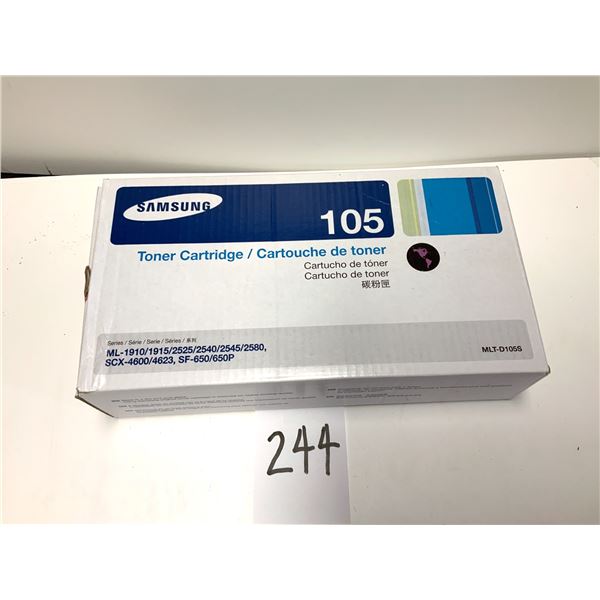 SAMSUNG
105
Toner Cartridge / Cartouche de toner
Cartucho de tóner
Cartucho de toner
碳粉匣
Series / Série / Serie / Séries / 系列
ML-1910/1915/2525/2540/2545/2580,
SCX-4600/4623, SF-650/650P
MLT-D105S
244